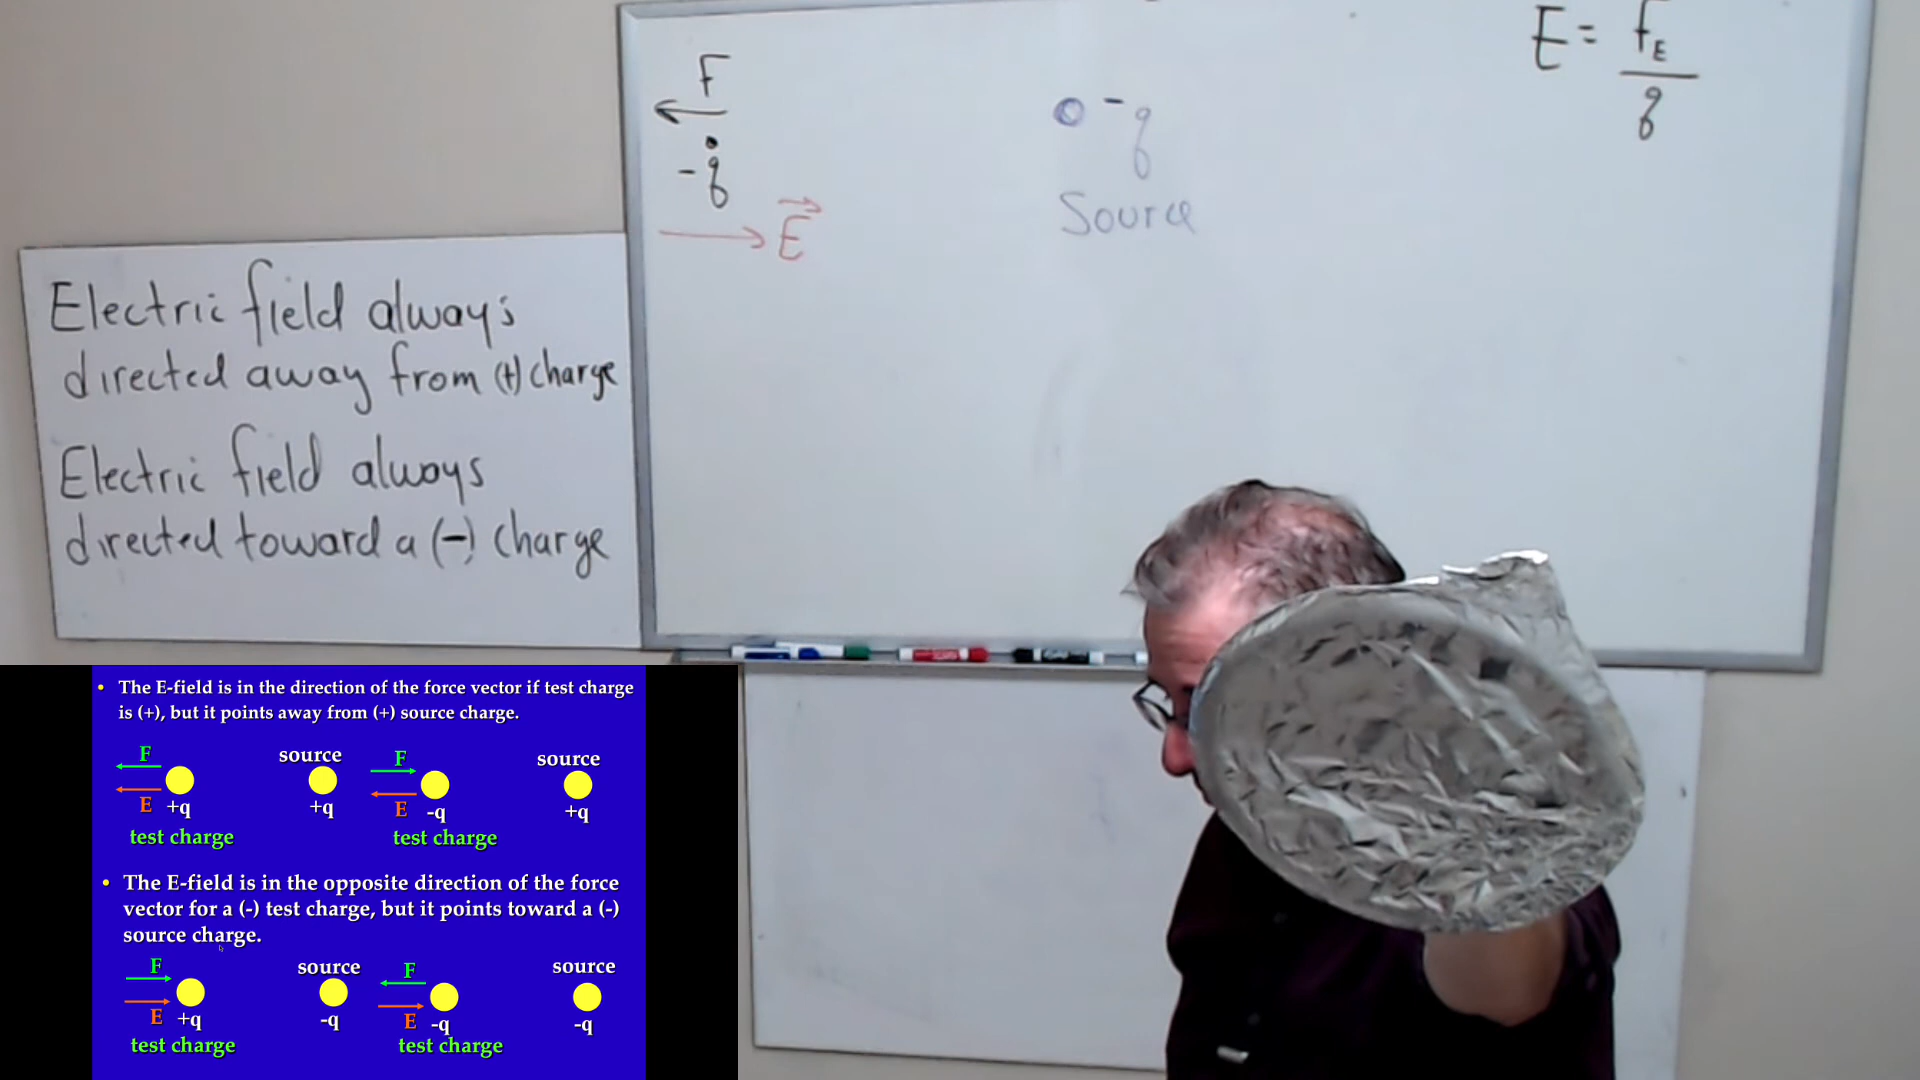 F
-q
E
-q
Source
E = F_E / q
Electric field always
directed away from (+) charge
Electric field always
directed toward a (-) charge
• The E-field is in the direction of the force vector if test charge
is (+), but it points away from (+) source charge.
F source F source
E +q +q E -q +q
test charge test charge
• The E-field is in the opposite direction of the force
vector for a (-) test charge, but it points toward a (-)
source charge.
F source F source
E +q -q E -q -q
test charge test charge